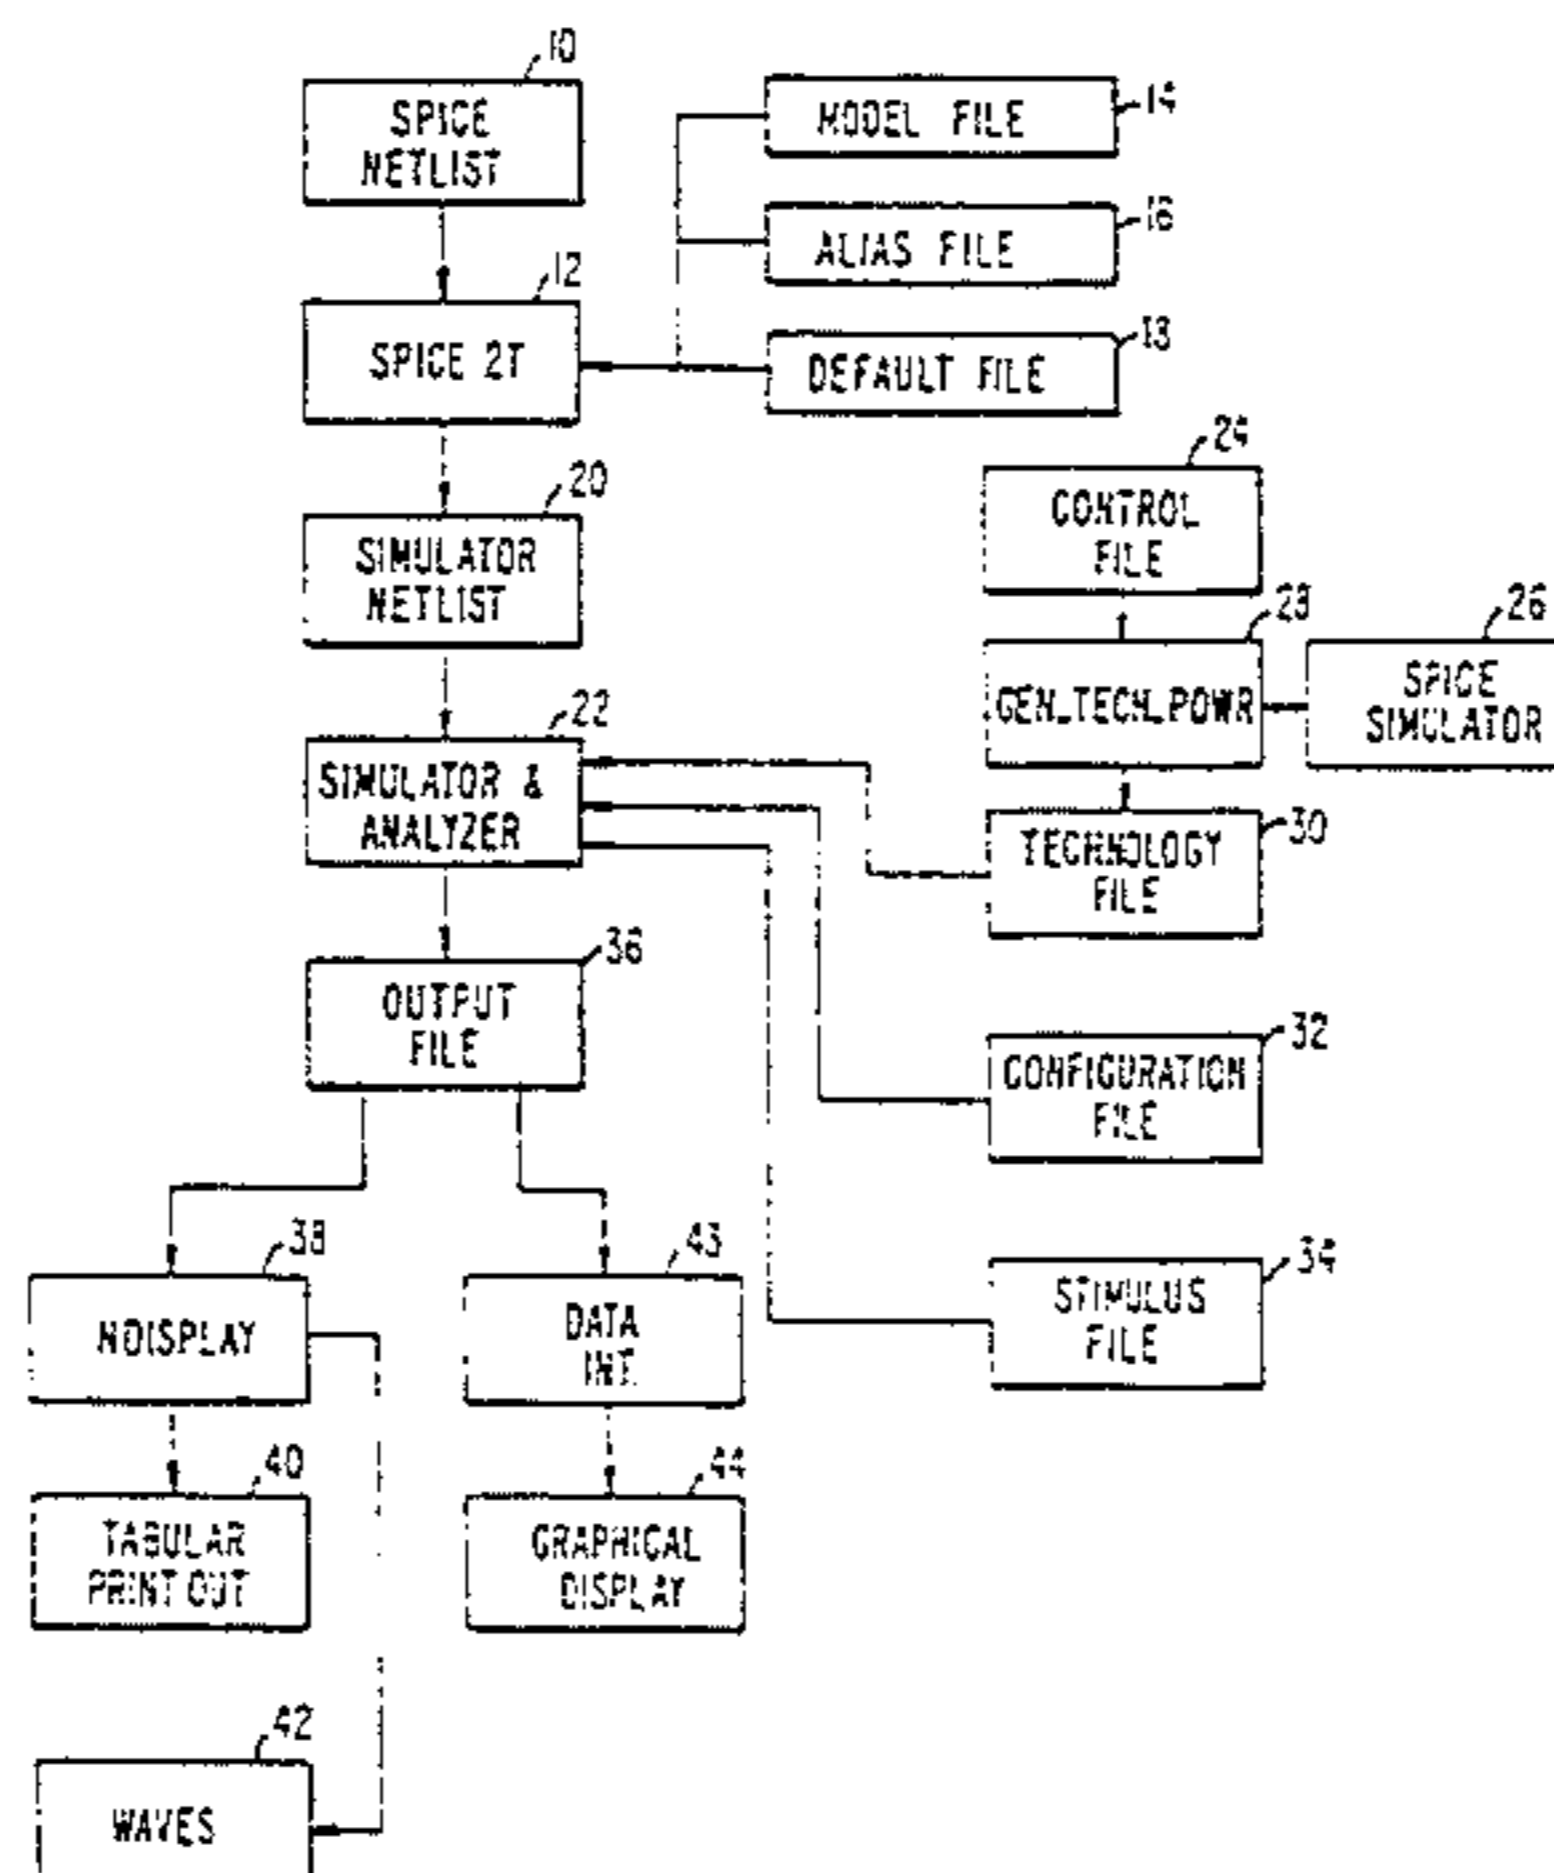 10
SPICE
NETLIST
14
MODEL FILE
16
ALIAS FILE
12
SPICE 2T
18
DEFAULT FILE
20
SIMULATOR
NETLIST
24
CONTROL
FILE
28
GEN_TECH_POWR
26
SPICE
SIMULATOR
22
SIMULATOR &
ANALYZER
30
TECHNOLOGY
FILE
36
OUTPUT
FILE
32
CONFIGURATION
FILE
38
NDISPLAY
43
DATA
INT.
34
STIMULUS
FILE
40
TABULAR
PRINT OUT
44
GRAPHICAL
DISPLAY
42
WAVES